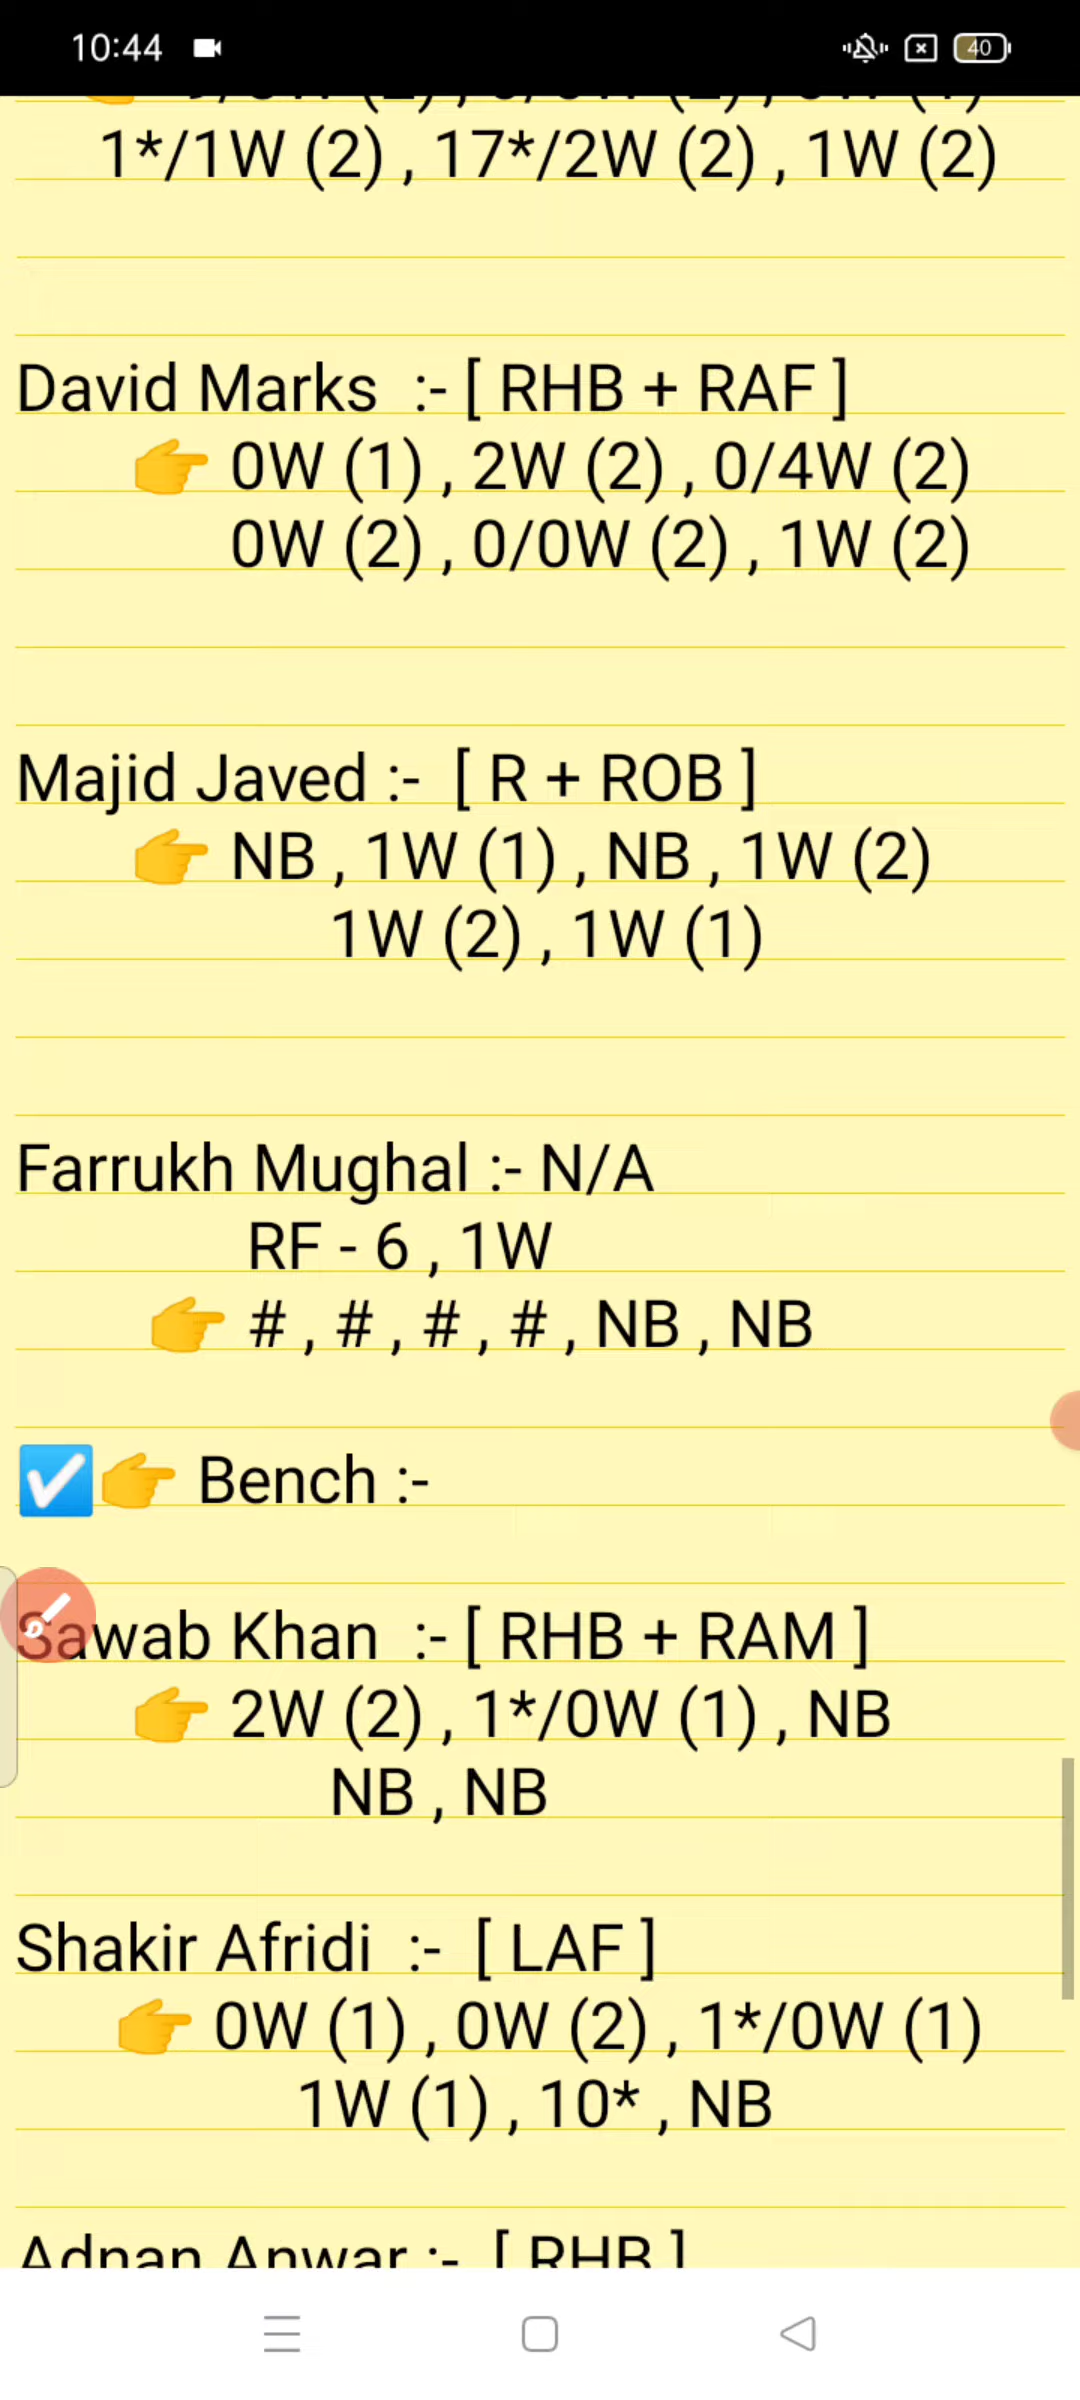 10:44
40
1*/1W (2) , 17*/2W (2) , 1W (2)
David Marks :- [ RHB + RAF ]
👉 0W (1) , 2W (2) , 0/4W (2)
0W (2) , 0/0W (2) , 1W (2)
Majid Javed :- [ R + ROB ]
👉 NB , 1W (1) , NB , 1W (2)
1W (2) , 1W (1)
Farrukh Mughal :- N/A
RF - 6 , 1W
👉 # , # , # , # , NB , NB
☑👉 Bench :-
Sawab Khan :- [ RHB + RAM ]
👉 2W (2) , 1*/0W (1) , NB
NB , NB
Shakir Afridi :- [ LAF ]
👉 0W (1) , 0W (2) , 1*/0W (1)
1W (1) , 10* , NB
Adnan Anwar :- [ RHB ]